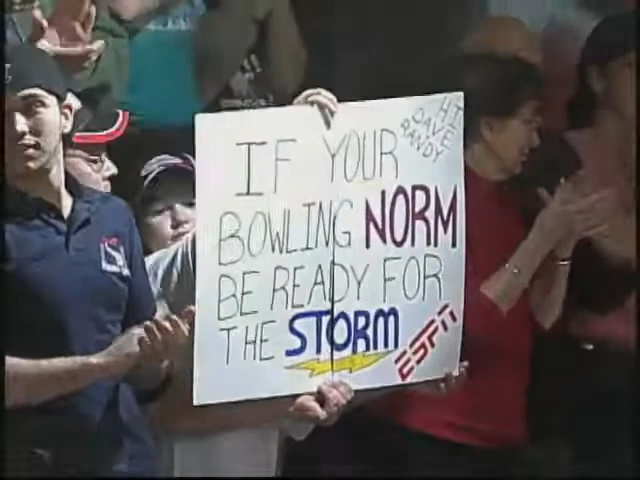 HI
DAVE
RANDY
IF YOUR
BOWLING NORM
BE READY FOR
THE STORM
ESPN